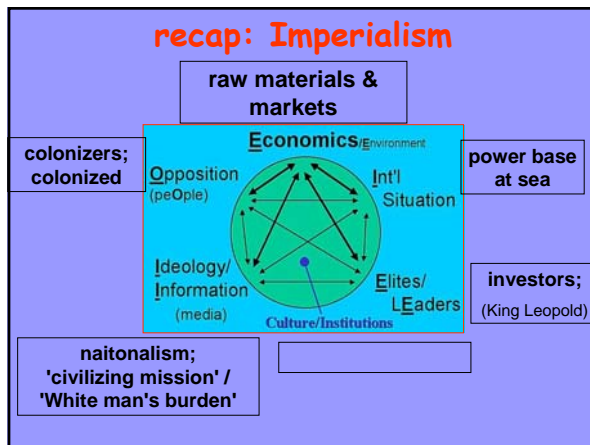 recap: Imperialism
raw materials &
markets
colonizers;
colonized
Economics/Environment
Opposition
(peOple)
Int'l
Situation
power base
at sea
Ideology/
Information
(media)
Elites/
LEaders
Culture/Institutions
investors;
(King Leopold)
naitonalism;
'civilizing mission' /
'White man's burden'